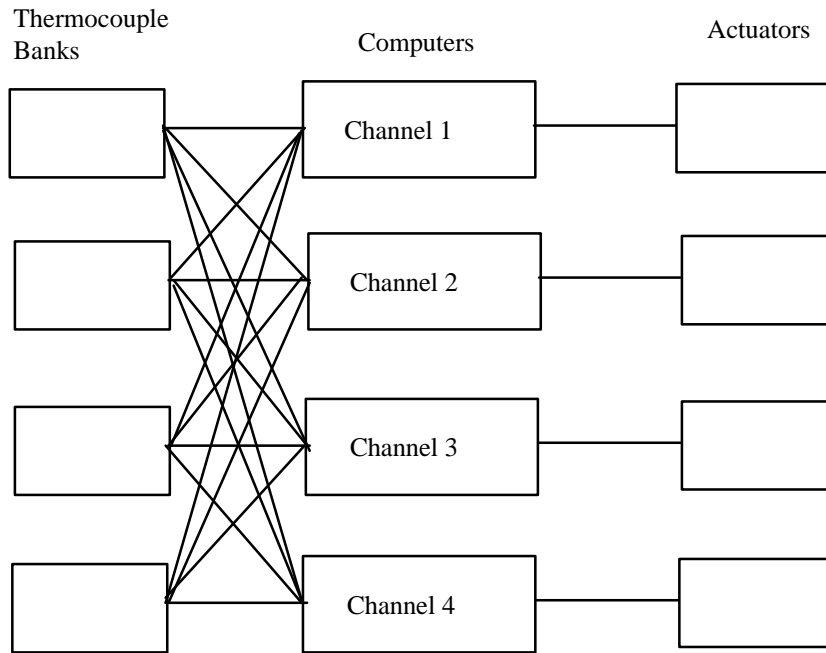 Thermocouple
Banks
Computers
Actuators
Channel 1
Channel 2
Channel 3
Channel 4